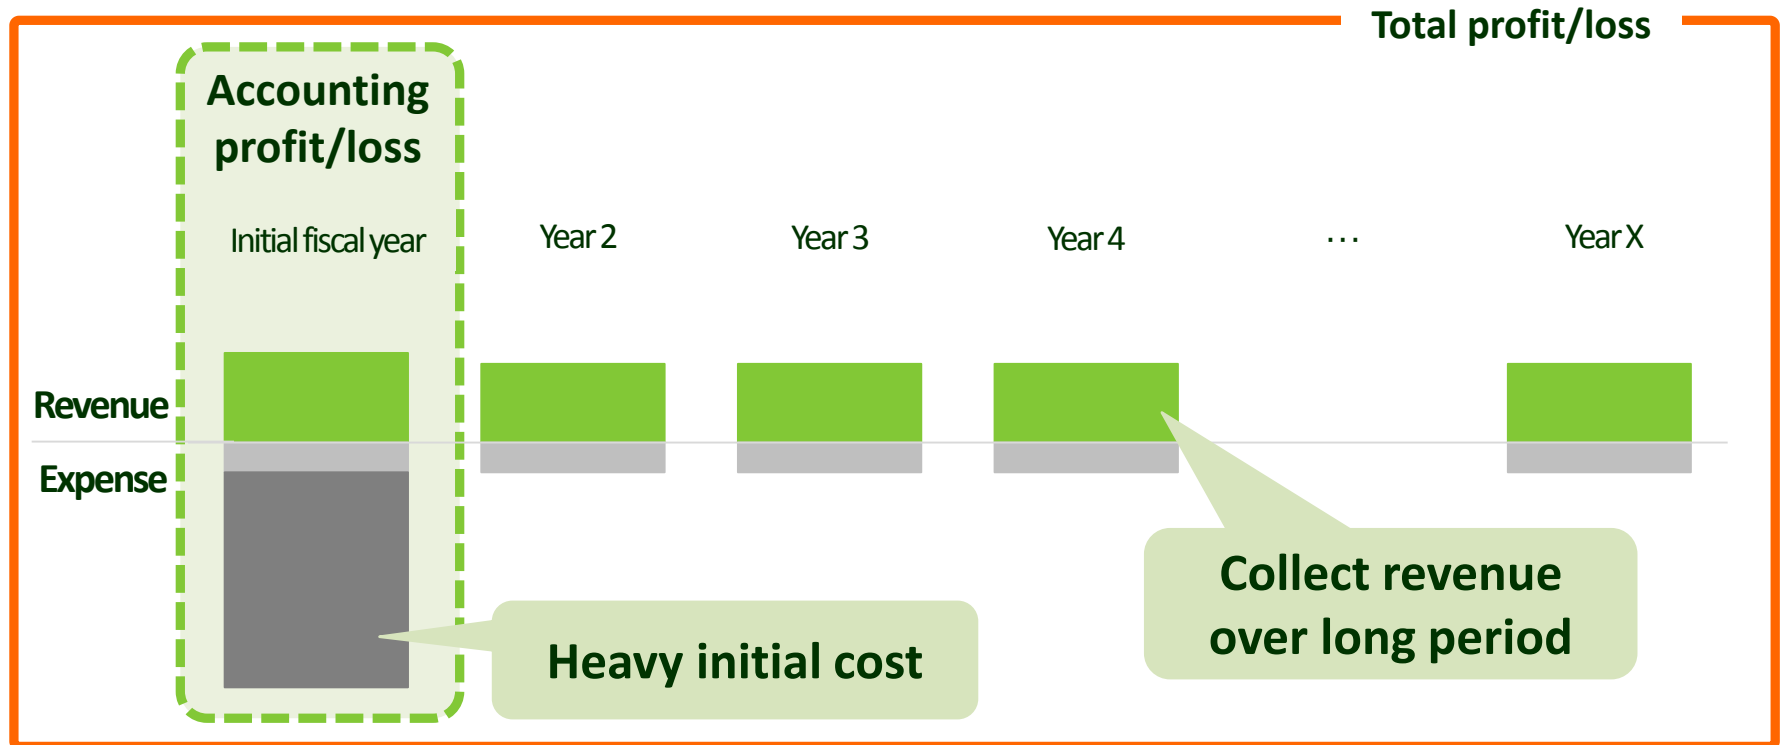 Total profit/loss
Accounting
profit/loss
Initial fiscal year
Year 2
Year 3
Year 4
...
Year X
Revenue
Expense
Collect revenue
over long period
Heavy initial cost